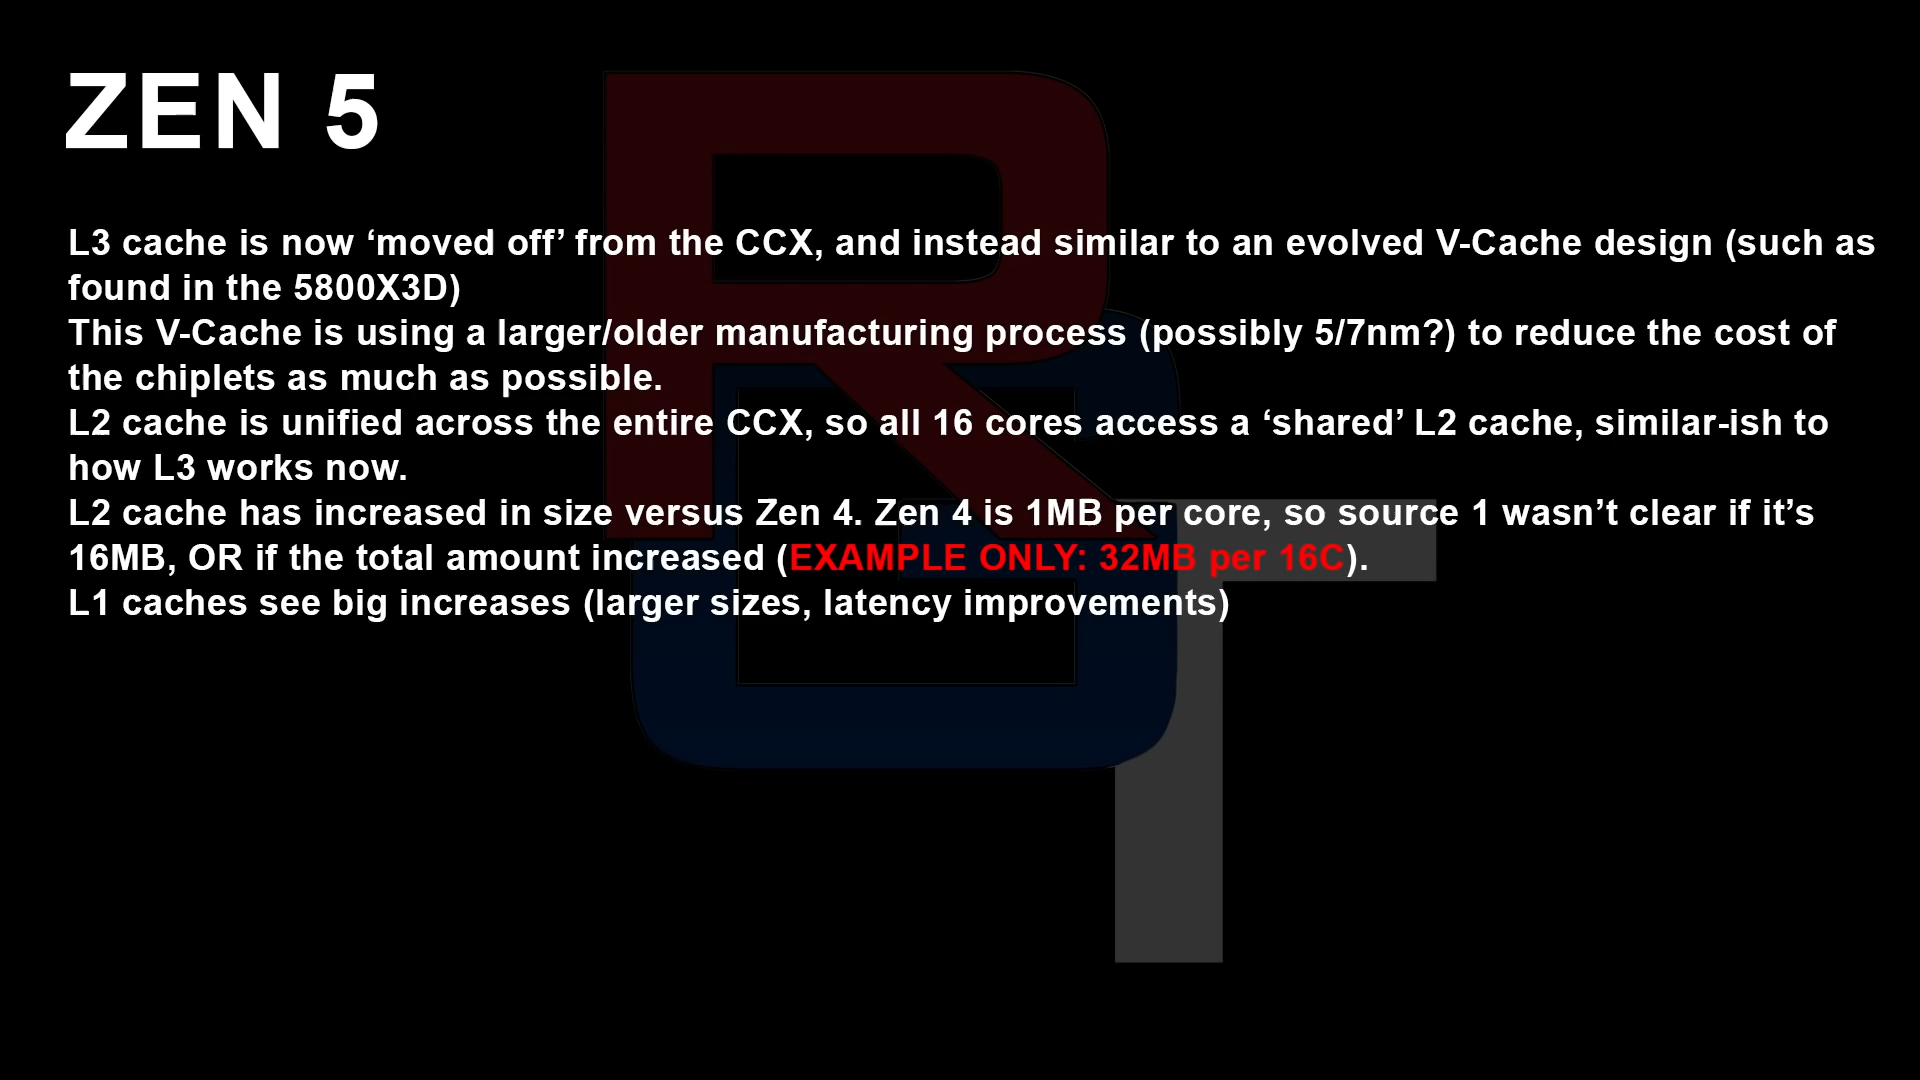 ZEN 5
L3 cache is now ‘moved off’ from the CCX, and instead similar to an evolved V-Cache design (such as
found in the 5800X3D)
This V-Cache is using a larger/older manufacturing process (possibly 5/7nm?) to reduce the cost of
the chiplets as much as possible.
L2 cache is unified across the entire CCX, so all 16 cores access a ‘shared’ L2 cache, similar-ish to
how L3 works now.
L2 cache has increased in size versus Zen 4. Zen 4 is 1MB per core, so source 1 wasn’t clear if it’s
16MB, OR if the total amount increased (EXAMPLE ONLY: 32MB per 16C).
L1 caches see big increases (larger sizes, latency improvements)